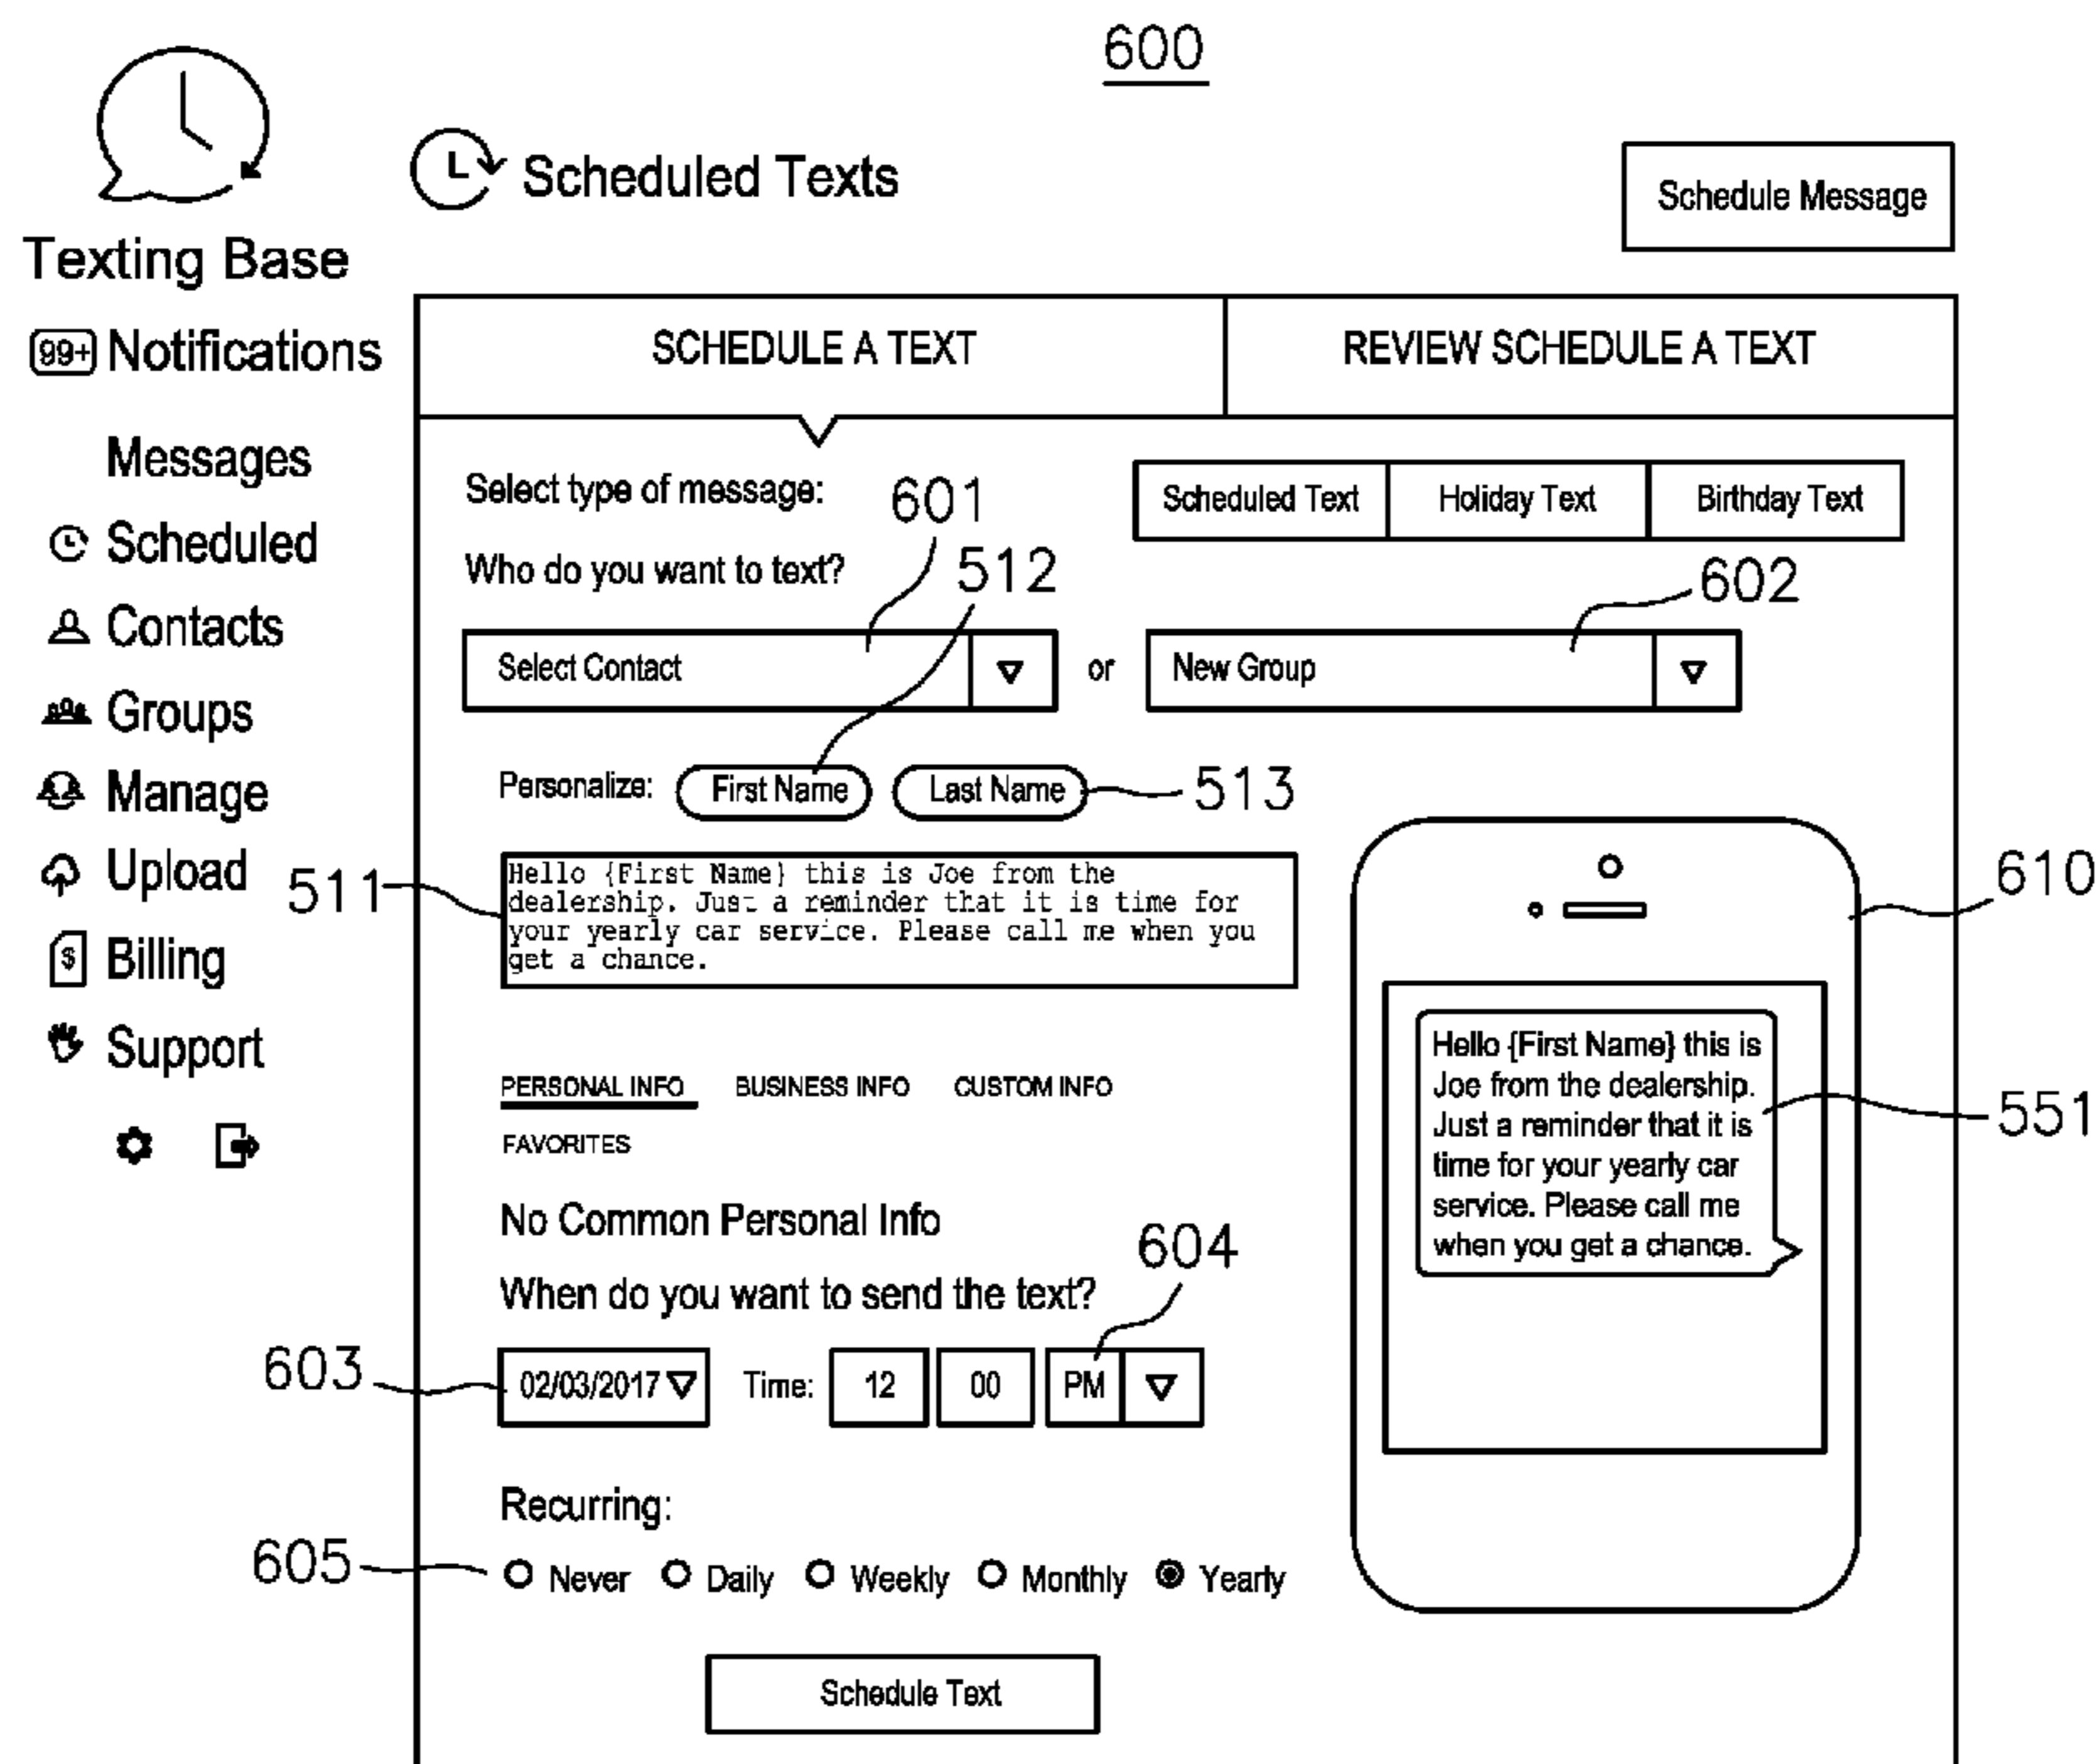 600
Texting Base
Scheduled Texts
Schedule Message
99+ Notifications
Messages
Scheduled
Contacts
Groups
Manage
Upload
$ Billing
Support
SCHEDULE A TEXT
REVIEW SCHEDULE A TEXT
Select type of message:
601
Scheduled Text
Holiday Text
Birthday Text
Who do you want to text?
512
602
Select Contact
or
New Group
Personalize:
First Name
Last Name
513
511
Hello {First Name} this is Joe from the
dealership. Just a reminder that it is time for
your yearly car service. Please call me when you
get a chance.
610
Hello {First Name} this is
Joe from the dealership.
Just a reminder that it is
time for your yearly car
service. Please call me
when you get a chance.
551
PERSONAL INFO
BUSINESS INFO
CUSTOM INFO
FAVORITES
No Common Personal Info
604
When do you want to send the text?
603
02/03/2017
Time:
12
00
PM
Recurring:
605
Never
Daily
Weekly
Monthly
Yearly
Schedule Text